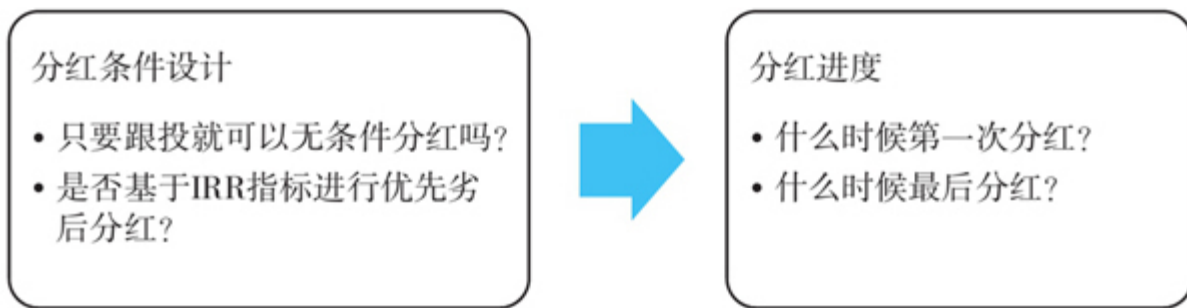 分红条件设计
• 只要跟投就可以无条件分红吗?
• 是否基于IRR指标进行优先劣
后分红?
分红进度
• 什么时候第一次分红?
• 什么时候最后分红?